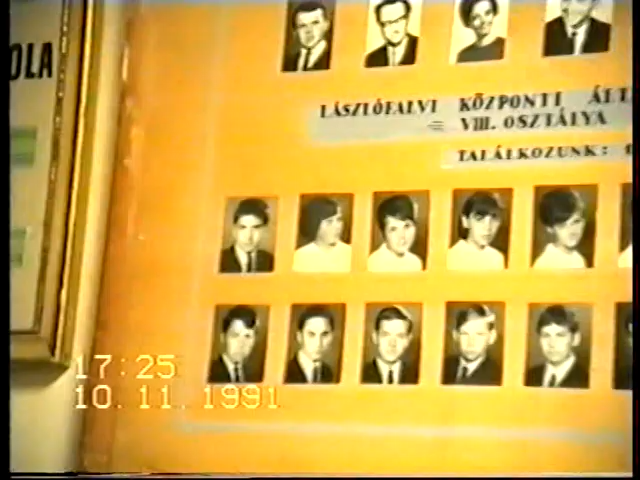 OLA
LÁSZLÓFALVI KÖZPONTI ÁLT
VIII. OSZTÁLYA
TALÁLKOZUNK:
17:25
10.11.1991